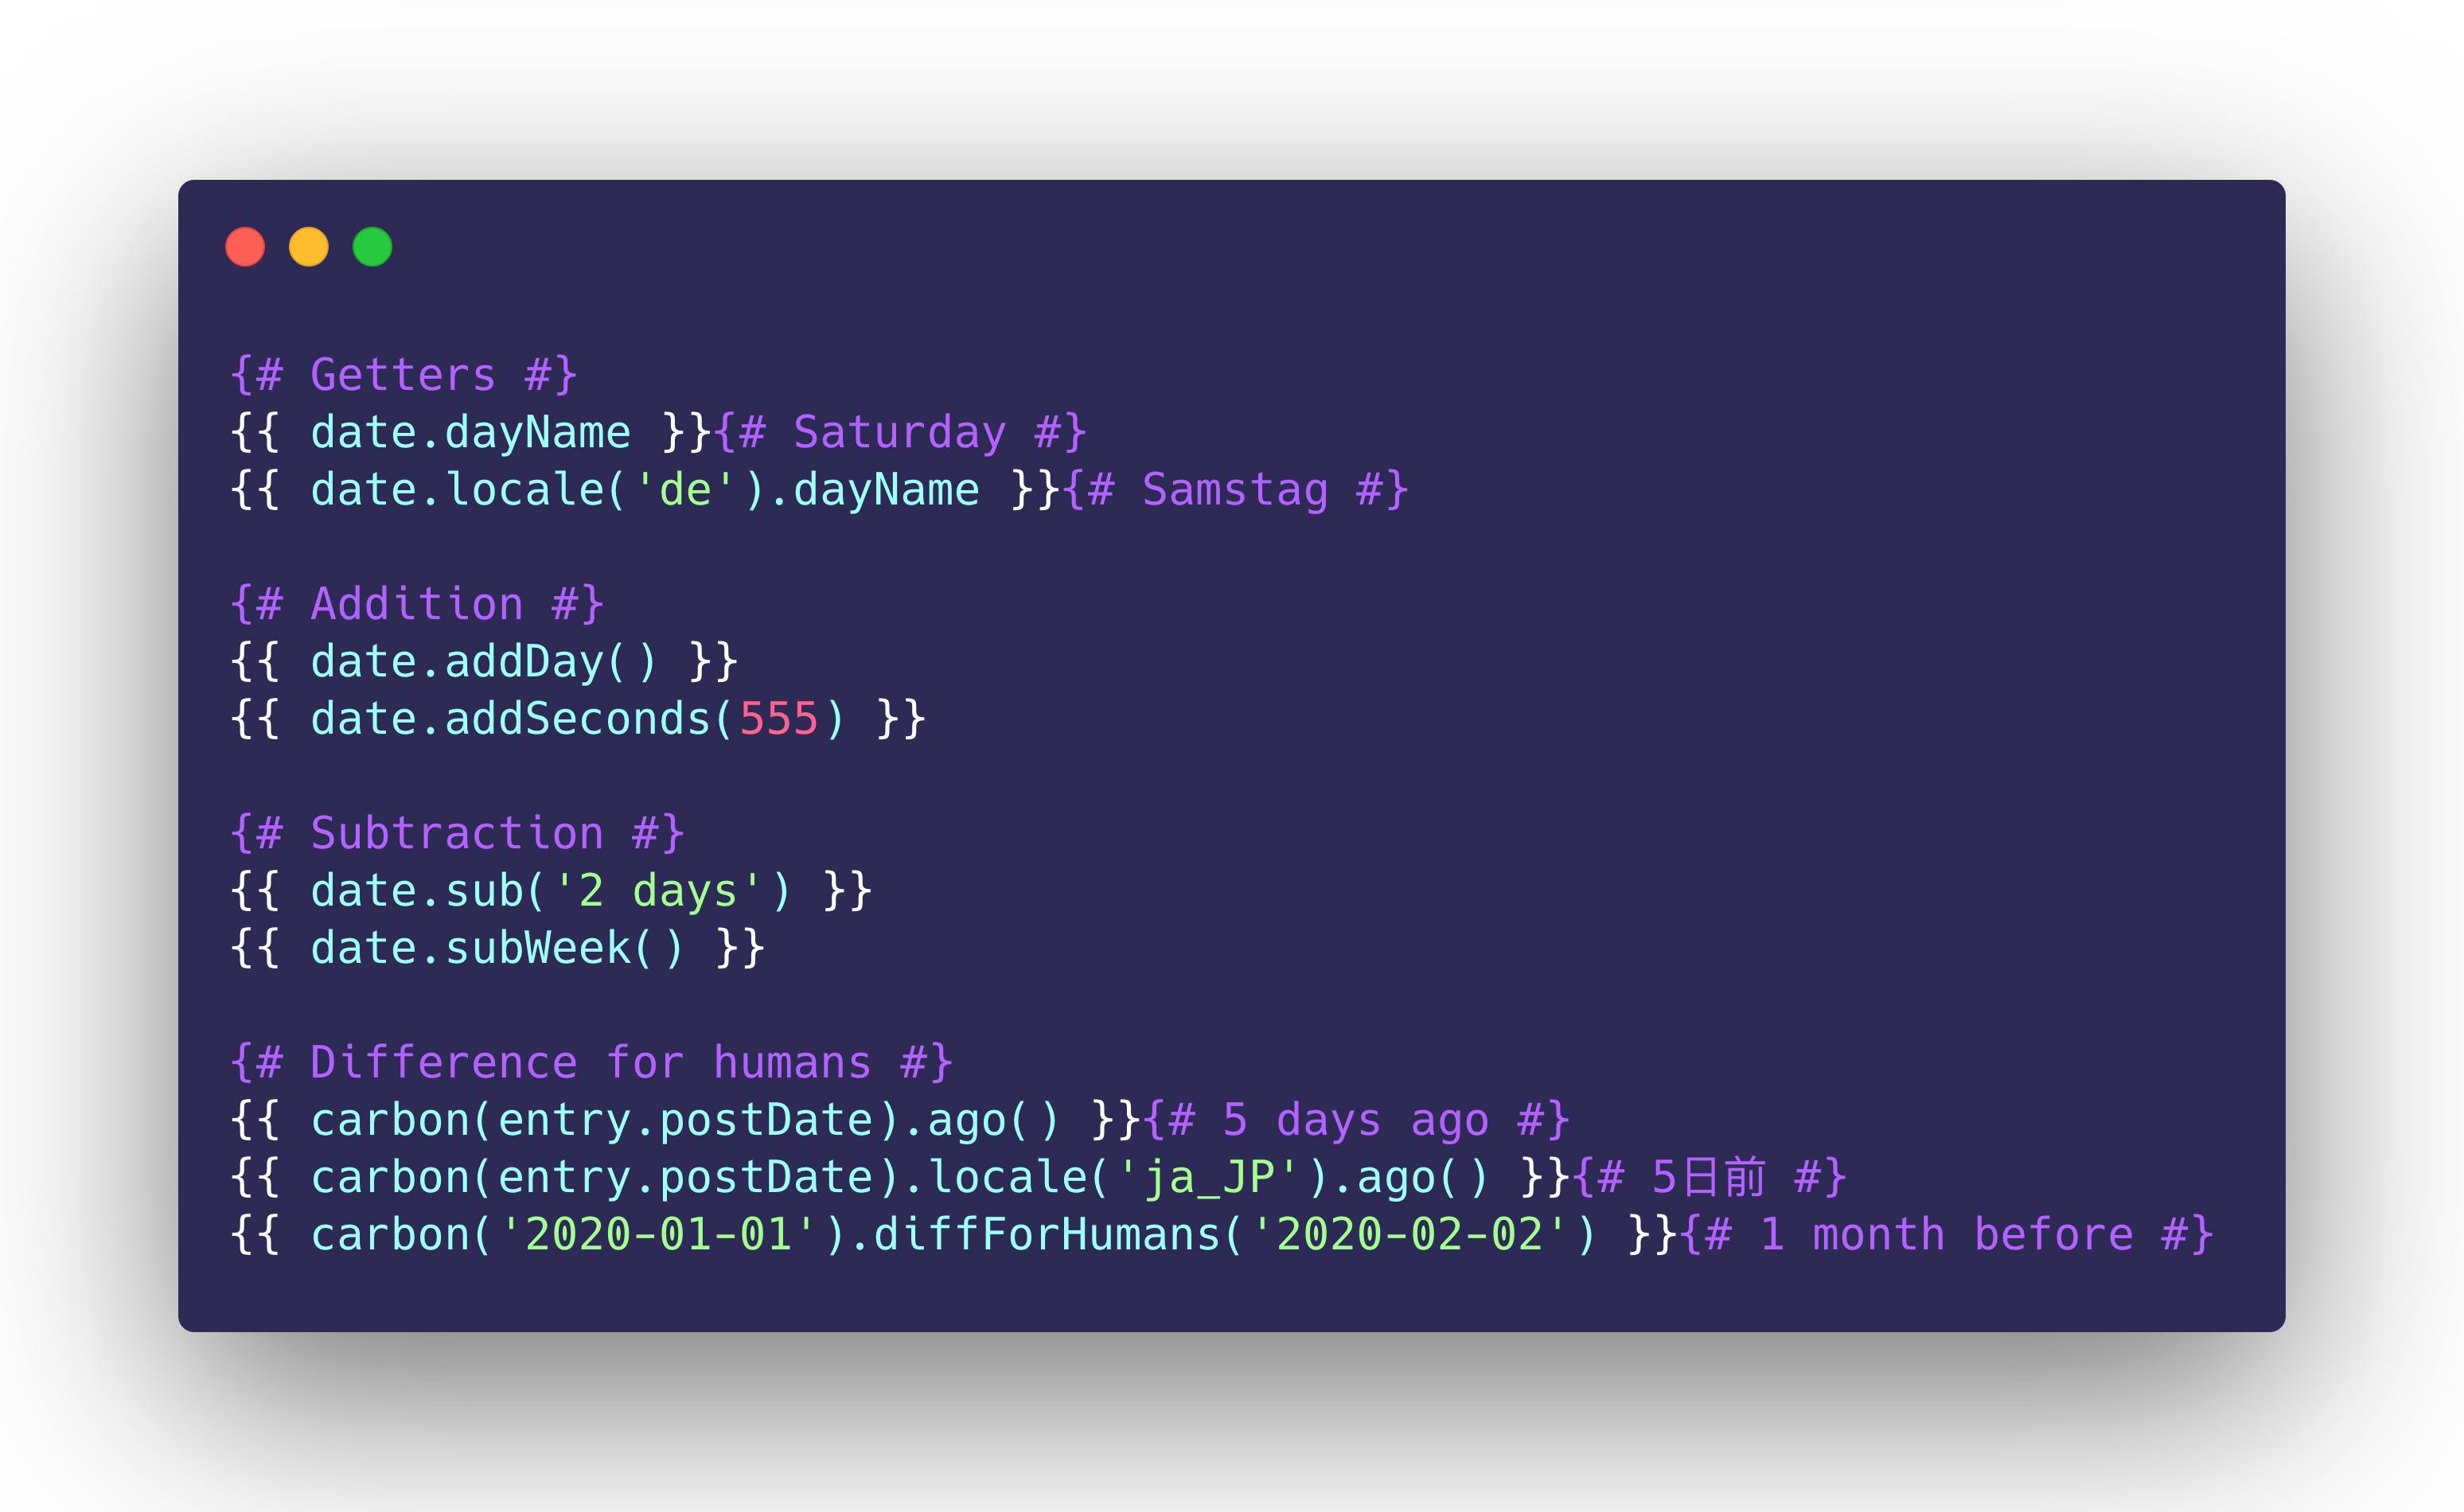 {# Getters #}
{{ date.dayName }}{# Saturday #}
{{ date.locale('de').dayName }}{# Samstag #}
{# Addition #}
{{ date.addDay() }}
{{ date.addSeconds(555) }}
{# Subtraction #}
{{ date.sub('2 days') }}
{{ date.subWeek() }}
{# Difference for humans #}
{{ carbon(entry.postDate).ago() }}{# 5 days ago #}
{{ carbon(entry.postDate).locale('ja_JP').ago() }}{# 5日前 #}
{{ carbon('2020-01-01').diffForHumans('2020-02-02') }}{# 1 month before #}